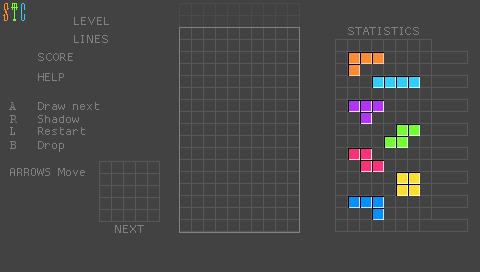 STC
LEVEL
LINES
SCORE
HELP
A Draw next
R Shadow
L Restart
B Drop
ARROWS Move
NEXT
STATISTICS